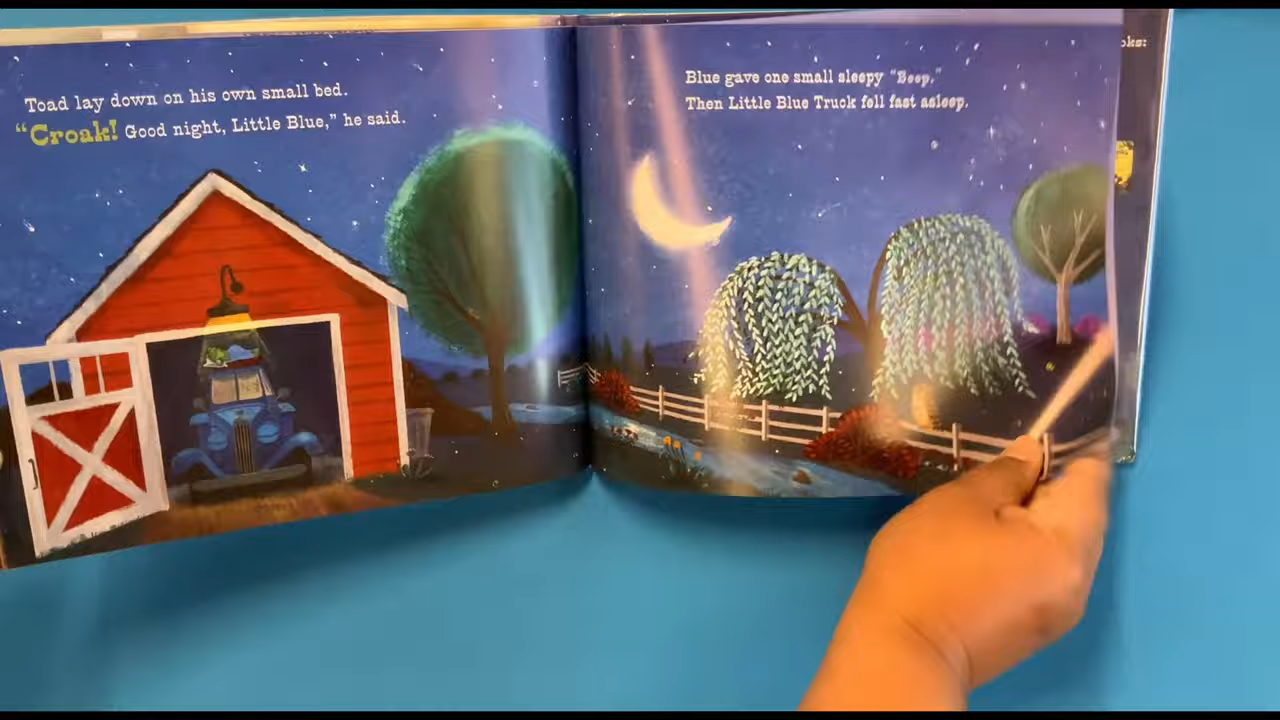 Toad lay down on his own small bed.
"Croak! Good night, Little Blue," he said.
Blue gave one small sleepy "Beep."
Then Little Blue Truck fell fast asleep.